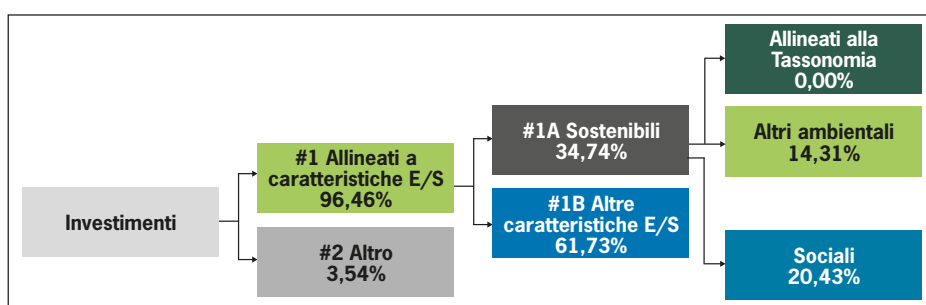 Investimenti
#1 Allineati a
caratteristiche E/S
96,46%
#2 Altro
3,54%
#1A Sostenibili
34,74%
#1B Altre
caratteristiche E/S
61,73%
Allineati alla
Tassonomia
0,00%
Altri ambientali
14,31%
Sociali
20,43%